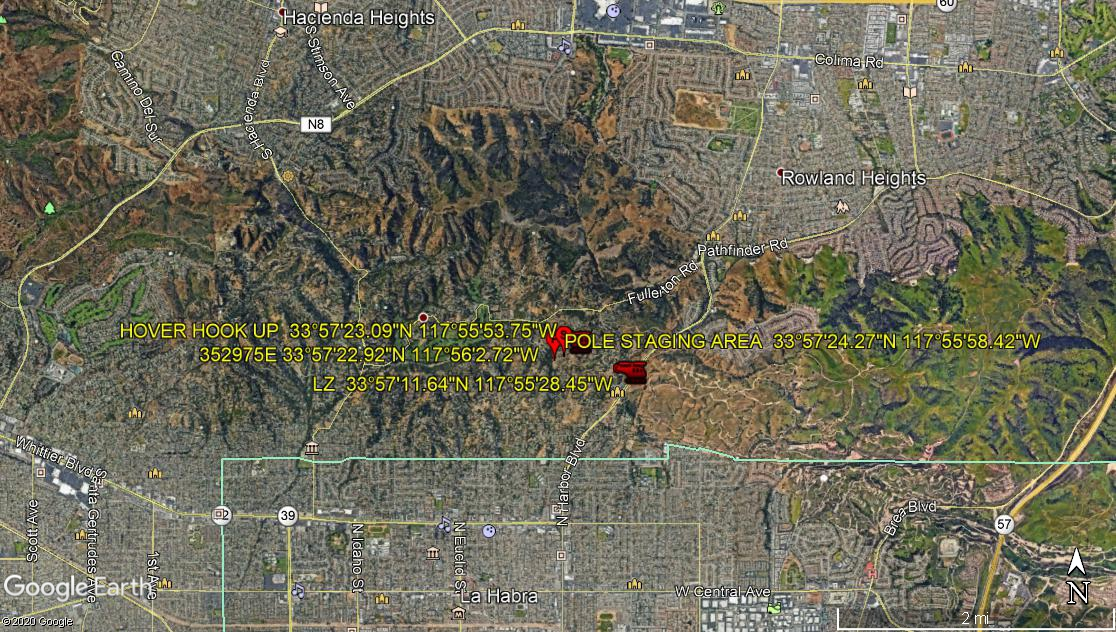 60
Hacienda Heights
S Stimson Ave
Camino Del Sur
S Hacienda Blvd
Colima Rd
N8
Rowland Heights
Pathfinder Rd
Fullerton Rd
HOVER HOOK UP 33°57'23.09"N 117°55'53.75"W
POLE STAGING AREA 33°57'24.27"N 117°55'58.42"W
352975E 33°57'22.92"N 117°56'2.72"W
LZ 33°57'11.64"N 117°55'28.45"W
Whittier Blvd
Santa Gertrudes Ave
Scott Ave
1st Ave
39
N Idaho St
N Euclid St
N Harbor Blvd
Brea Blvd
57
Google Earth
La Habra
W Central Ave
N
2 mi
©2020 Google